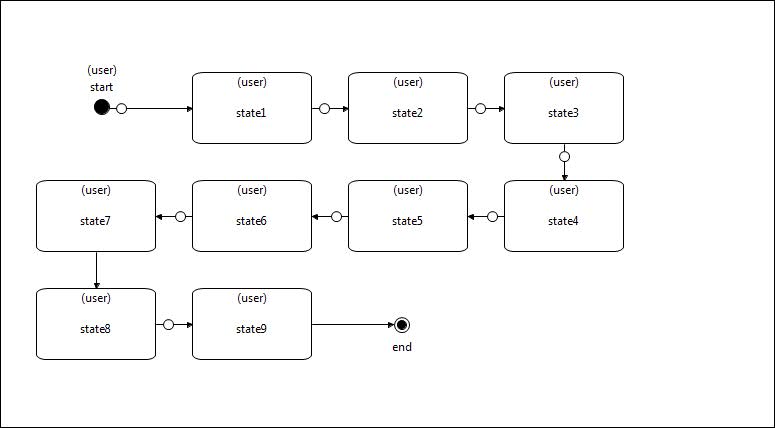 (user)
start
(user)
state1
(user)
state2
(user)
state3
(user)
state7
(user)
state6
(user)
state5
(user)
state4
(user)
state8
(user)
state9
end